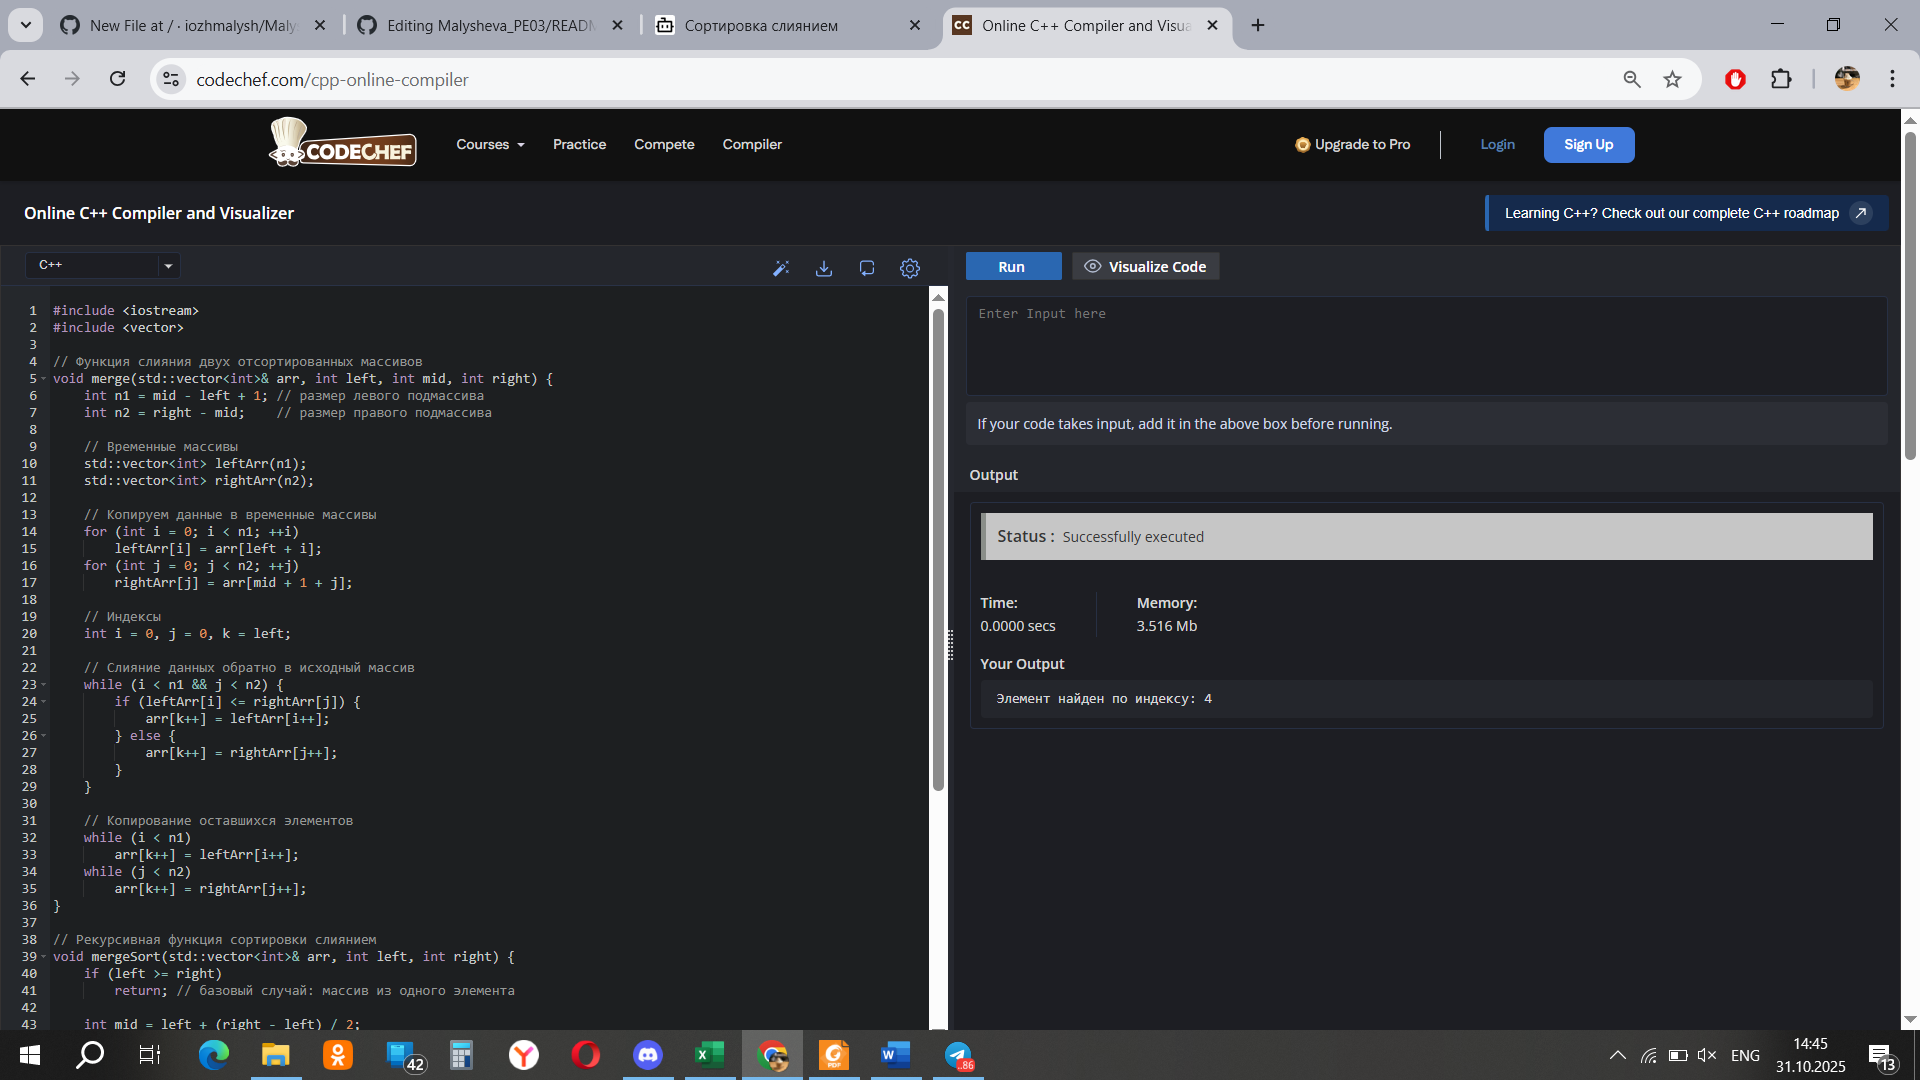 New File at / · iozhmalysh/Maly
Editing Malysheva_PE03/READM
Сортировка слиянием
Online C++ Compiler and Visua
codechef.com/cpp-online-compiler
CODECHEF
Courses
Practice
Compete
Compiler
Upgrade to Pro
Login
Sign Up
Online C++ Compiler and Visualizer
Learning C++? Check out our complete C++ roadmap
C++
1 #include <iostream>
2 #include <vector>
3
4 // Функция слияния двух отсортированных массивов
5 void merge(std::vector<int>& arr, int left, int mid, int right) {
6 int n1 = mid - left + 1; // размер левого подмассива
7 int n2 = right - mid; // размер правого подмассива
8
9 // Временные массивы
10 std::vector<int> leftArr(n1);
11 std::vector<int> rightArr(n2);
12
13 // Копируем данные в временные массивы
14 for (int i = 0; i < n1; ++i)
15 leftArr[i] = arr[left + i];
16 for (int j = 0; j < n2; ++j)
17 rightArr[j] = arr[mid + 1 + j];
18
19 // Индексы
20 int i = 0, j = 0, k = left;
21
22 // Слияние данных обратно в исходный массив
23 while (i < n1 && j < n2) {
24 if (leftArr[i] <= rightArr[j]) {
25 arr[k++] = leftArr[i++];
26 } else {
27 arr[k++] = rightArr[j++];
28 }
29 }
30
31 // Копирование оставшихся элементов
32 while (i < n1)
33 arr[k++] = leftArr[i++];
34 while (j < n2)
35 arr[k++] = rightArr[j++];
36 }
37
38 // Рекурсивная функция сортировки слиянием
39 void mergeSort(std::vector<int>& arr, int left, int right) {
40 if (left >= right)
41 return; // базовый случай: массив из одного элемента
42
43 int mid = left + (right - left) / 2;
Run
Visualize Code
Enter Input here
If your code takes input, add it in the above box before running.
Output
Status : Successfully executed
Time:
0.0000 secs
Memory:
3.516 Mb
Your Output
Элемент найден по индексу: 4
42
PDF
..86
ENG
14:45
31.10.2025
13